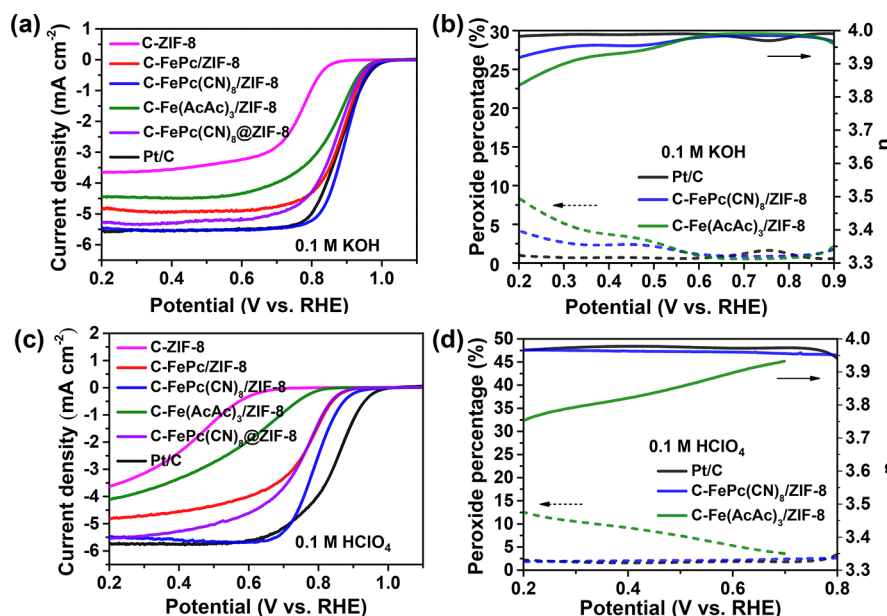 (a)
Current density (mA cm⁻²)
2
1
0
-1
-2
-3
-4
-5
-6
C-ZIF-8
C-FePc/ZIF-8
C-FePc(CN)₈/ZIF-8
C-Fe(AcAc)₃/ZIF-8
C-FePc(CN)₈@ZIF-8
Pt/C
0.1 M KOH
0.2 0.4 0.6 0.8 1.0
Potential (V vs. RHE)
(b)
Peroxide percentage (%)
30
25
20
15
10
5
0
0.1 M KOH
Pt/C
C-FePc(CN)₈/ZIF-8
C-Fe(AcAc)₃/ZIF-8
4.0
3.9
3.8
3.7
3.6
3.5
3.4
3.3
n
0.2 0.3 0.4 0.5 0.6 0.7 0.8 0.9
Potential (V vs. RHE)
(c)
Current density (mA cm⁻²)
2
1
0
-1
-2
-3
-4
-5
-6
C-ZIF-8
C-FePc/ZIF-8
C-FePc(CN)₈/ZIF-8
C-Fe(AcAc)₃/ZIF-8
C-FePc(CN)₈@ZIF-8
Pt/C
0.1 M HClO₄
0.2 0.4 0.6 0.8 1.0
Potential (V vs. RHE)
(d)
Peroxide percentage (%)
50
45
40
35
30
25
20
15
10
5
0
0.1 M HClO₄
Pt/C
C-FePc(CN)₈/ZIF-8
C-Fe(AcAc)₃/ZIF-8
4.0
3.9
3.8
3.7
3.6
3.5
3.4
3.3
0.2 0.4 0.6 0.8
Potential (V vs. RHE)